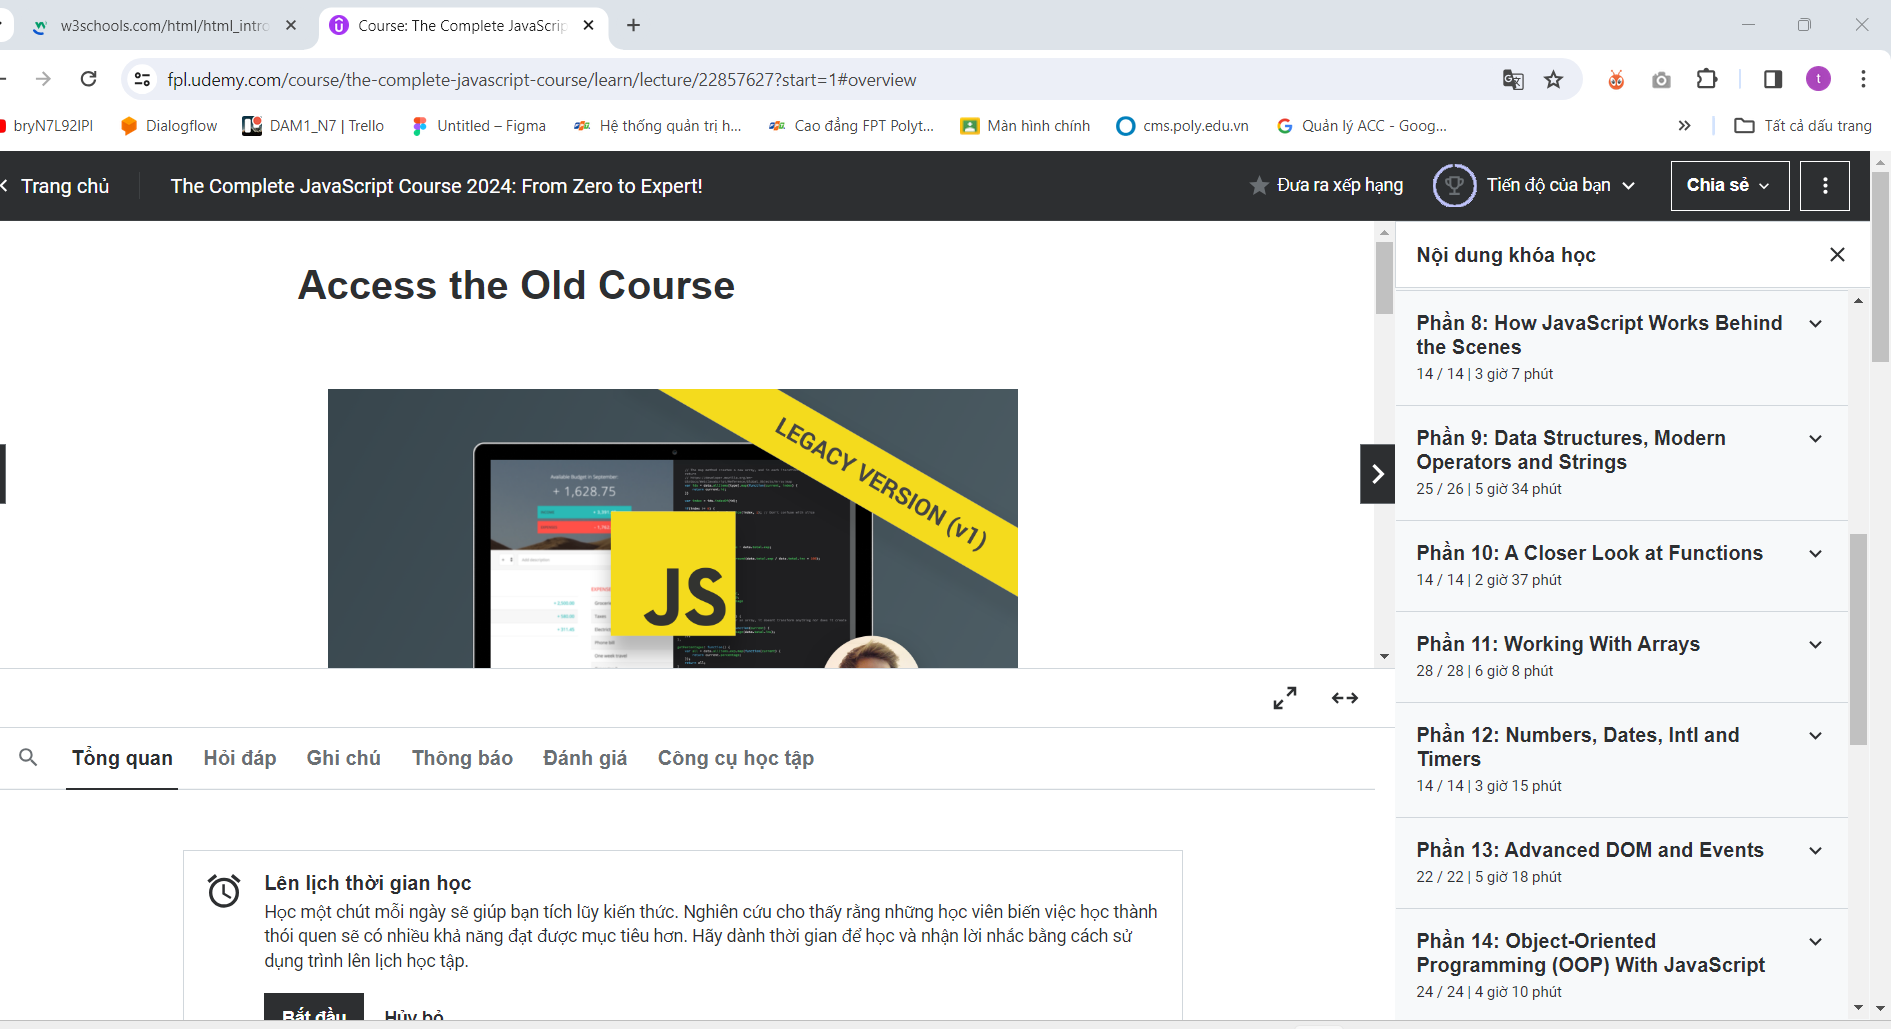 w3schools.com/html/html_intro
Course: The Complete JavaScrip
fpl.udemy.com/course/the-complete-javascript-course/learn/lecture/22857627?start=1#overview
t
bryN7L92IPI
Dialogflow
DAM1_N7 | Trello
Untitled – Figma
Hệ thống quản trị h...
Cao đẳng FPT Polyt...
Màn hình chính
cms.poly.edu.vn
Quản lý ACC - Goog...
Tất cả dấu trang
Trang chủ
The Complete JavaScript Course 2024: From Zero to Expert!
Đưa ra xếp hạng
Tiến độ của bạn
Chia sẻ
Access the Old Course
LEGACY VERSION (v1)
Available Budget in September:
+ 1,628.75
JS
Nội dung khóa học
Phần 8: How JavaScript Works Behind
the Scenes
14 / 14 | 3 giờ 7 phút
Phần 9: Data Structures, Modern
Operators and Strings
25 / 26 | 5 giờ 34 phút
Phần 10: A Closer Look at Functions
14 / 14 | 2 giờ 37 phút
Phần 11: Working With Arrays
28 / 28 | 6 giờ 8 phút
Phần 12: Numbers, Dates, Intl and
Timers
14 / 14 | 3 giờ 15 phút
Phần 13: Advanced DOM and Events
22 / 22 | 5 giờ 18 phút
Phần 14: Object-Oriented
Programming (OOP) With JavaScript
24 / 24 | 4 giờ 10 phút
Tổng quan
Hỏi đáp
Ghi chú
Thông báo
Đánh giá
Công cụ học tập
Lên lịch thời gian học
Học một chút mỗi ngày sẽ giúp bạn tích lũy kiến thức. Nghiên cứu cho thấy rằng những học viên biến việc học thành
thói quen sẽ có nhiều khả năng đạt được mục tiêu hơn. Hãy dành thời gian để học và nhận lời nhắc bằng cách sử
dụng trình lên lịch học tập.
Bắt đầu
Hủy bỏ